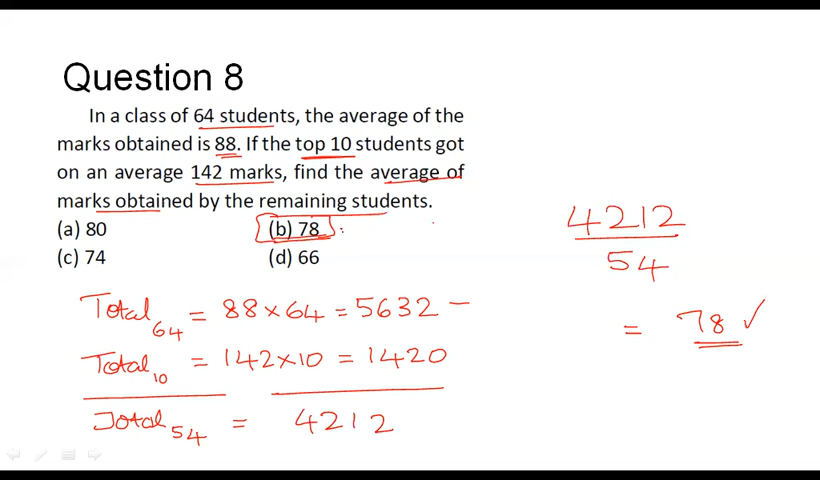 Question 8
In a class of 64 students, the average of the
marks obtained is 88. If the top 10 students got
on an average 142 marks, find the average of
marks obtained by the remaining students.
(a) 80 (b) 78
(c) 74 (d) 66
Total64 = 88×64 = 5632 −
Total10 = 142×10 = 1420
Total54 = 4212
4212
54
= 78 ✓